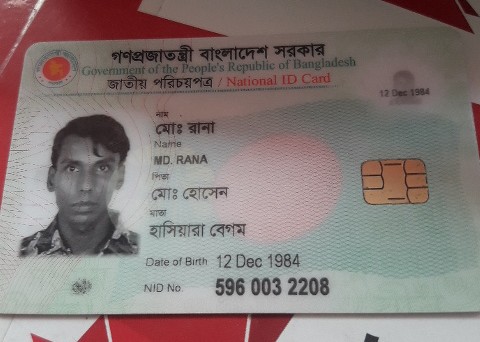 গণপ্রজাতন্ত্রী বাংলাদেশ সরকার
Government of the People's Republic of Bangladesh
জাতীয় পরিচয়পত্র / National ID Card
12 Dec 1984
নাম
মোঃ রানা
Name
MD. RANA
পিতা
মোঃ হোসেন
মাতা
হাসিয়ারা বেগম
Date of Birth 12 Dec 1984
NID No. 596 003 2208